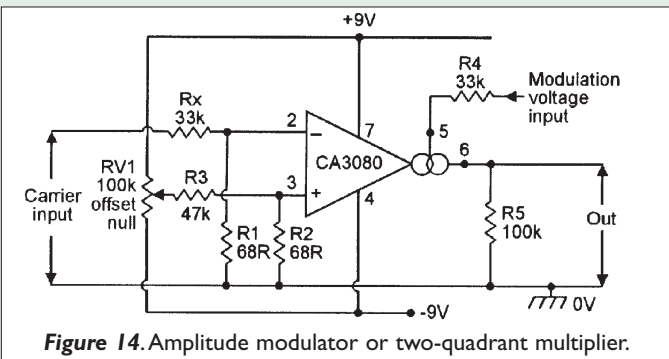 +9V
R4
33k
Modulation
voltage
input
Rx
33k
2
−
7
5
6
CA3080
RV1
100k
offset
null
R3
47k
3
+
4
Carrier
input
R1
68R
R2
68R
R5
100k
Out
0V
-9V
Figure 14. Amplitude modulator or two-quadrant multiplier.